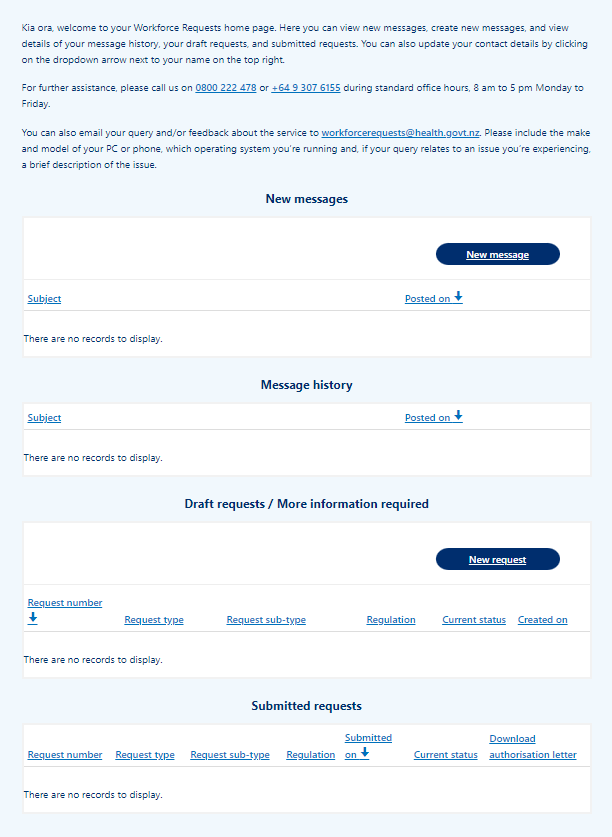 Kia ora, welcome to your Workforce Requests home page. Here you can view new messages, create new messages, and view
details of your message history, your draft requests, and submitted requests. You can also update your contact details by clicking
on the dropdown arrow next to your name on the top right.
For further assistance, please call us on 0800 222 478 or +64 9 307 6155 during standard office hours, 8 am to 5 pm Monday to
Friday.
You can also email your query and/or feedback about the service to workforcerequests@health.govt.nz. Please include the make
and model of your PC or phone, which operating system you're running and, if your query relates to an issue you're experiencing,
a brief description of the issue.
New messages
New message
Subject Posted on
There are no records to display.
Message history
Subject Posted on
There are no records to display.
Draft requests / More information required
New request
Request number
Request type Request sub-type Regulation Current status Created on
There are no records to display.
Submitted requests
Submitted Download
Request number Request type Request sub-type Regulation on Current status authorisation letter
There are no records to display.